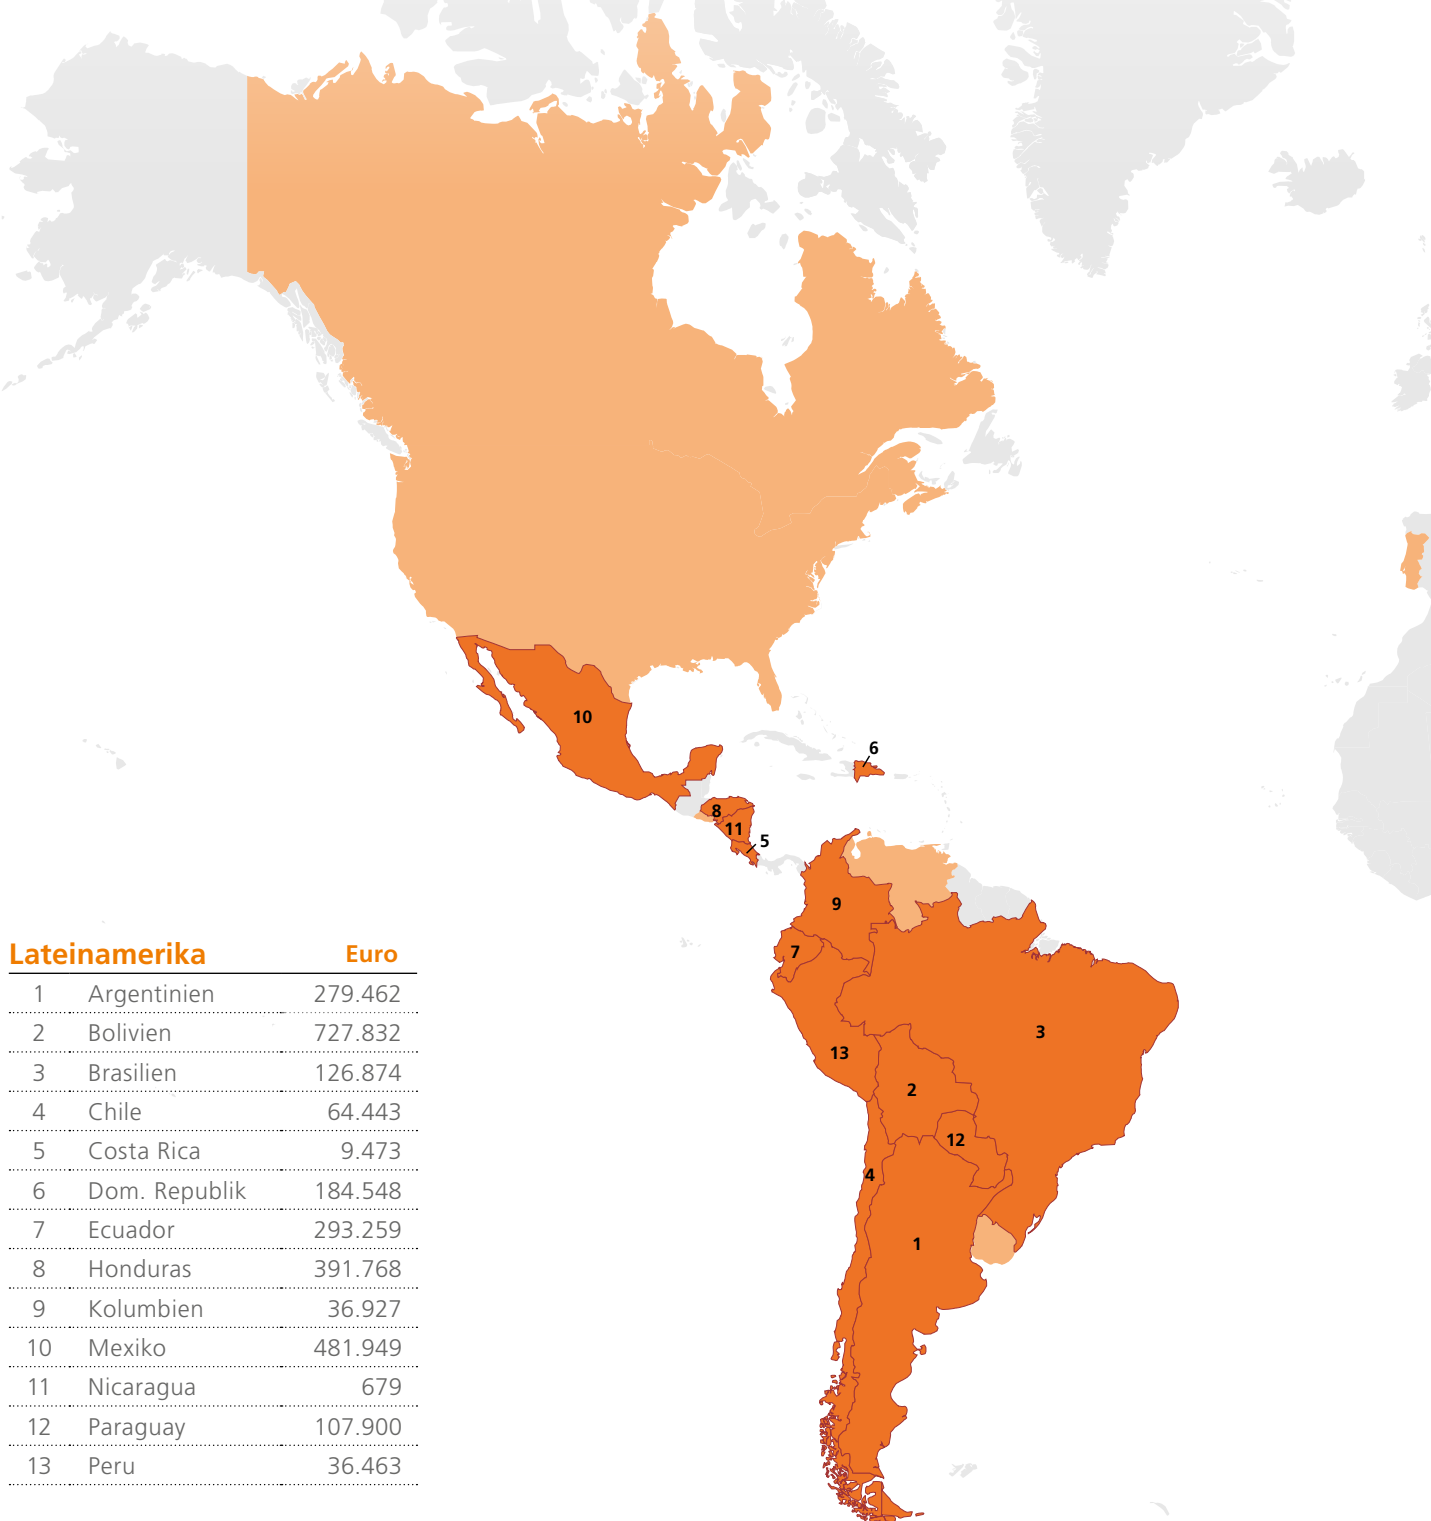 10
6
8
11
5
9
7
3
13
2
12
4
1
Lateinamerika Euro
1 Argentinien 279.462
2 Bolivien 727.832
3 Brasilien 126.874
4 Chile 64.443
5 Costa Rica 9.473
6 Dom. Republik 184.548
7 Ecuador 293.259
8 Honduras 391.768
9 Kolumbien 36.927
10 Mexiko 481.949
11 Nicaragua 679
12 Paraguay 107.900
13 Peru 36.463